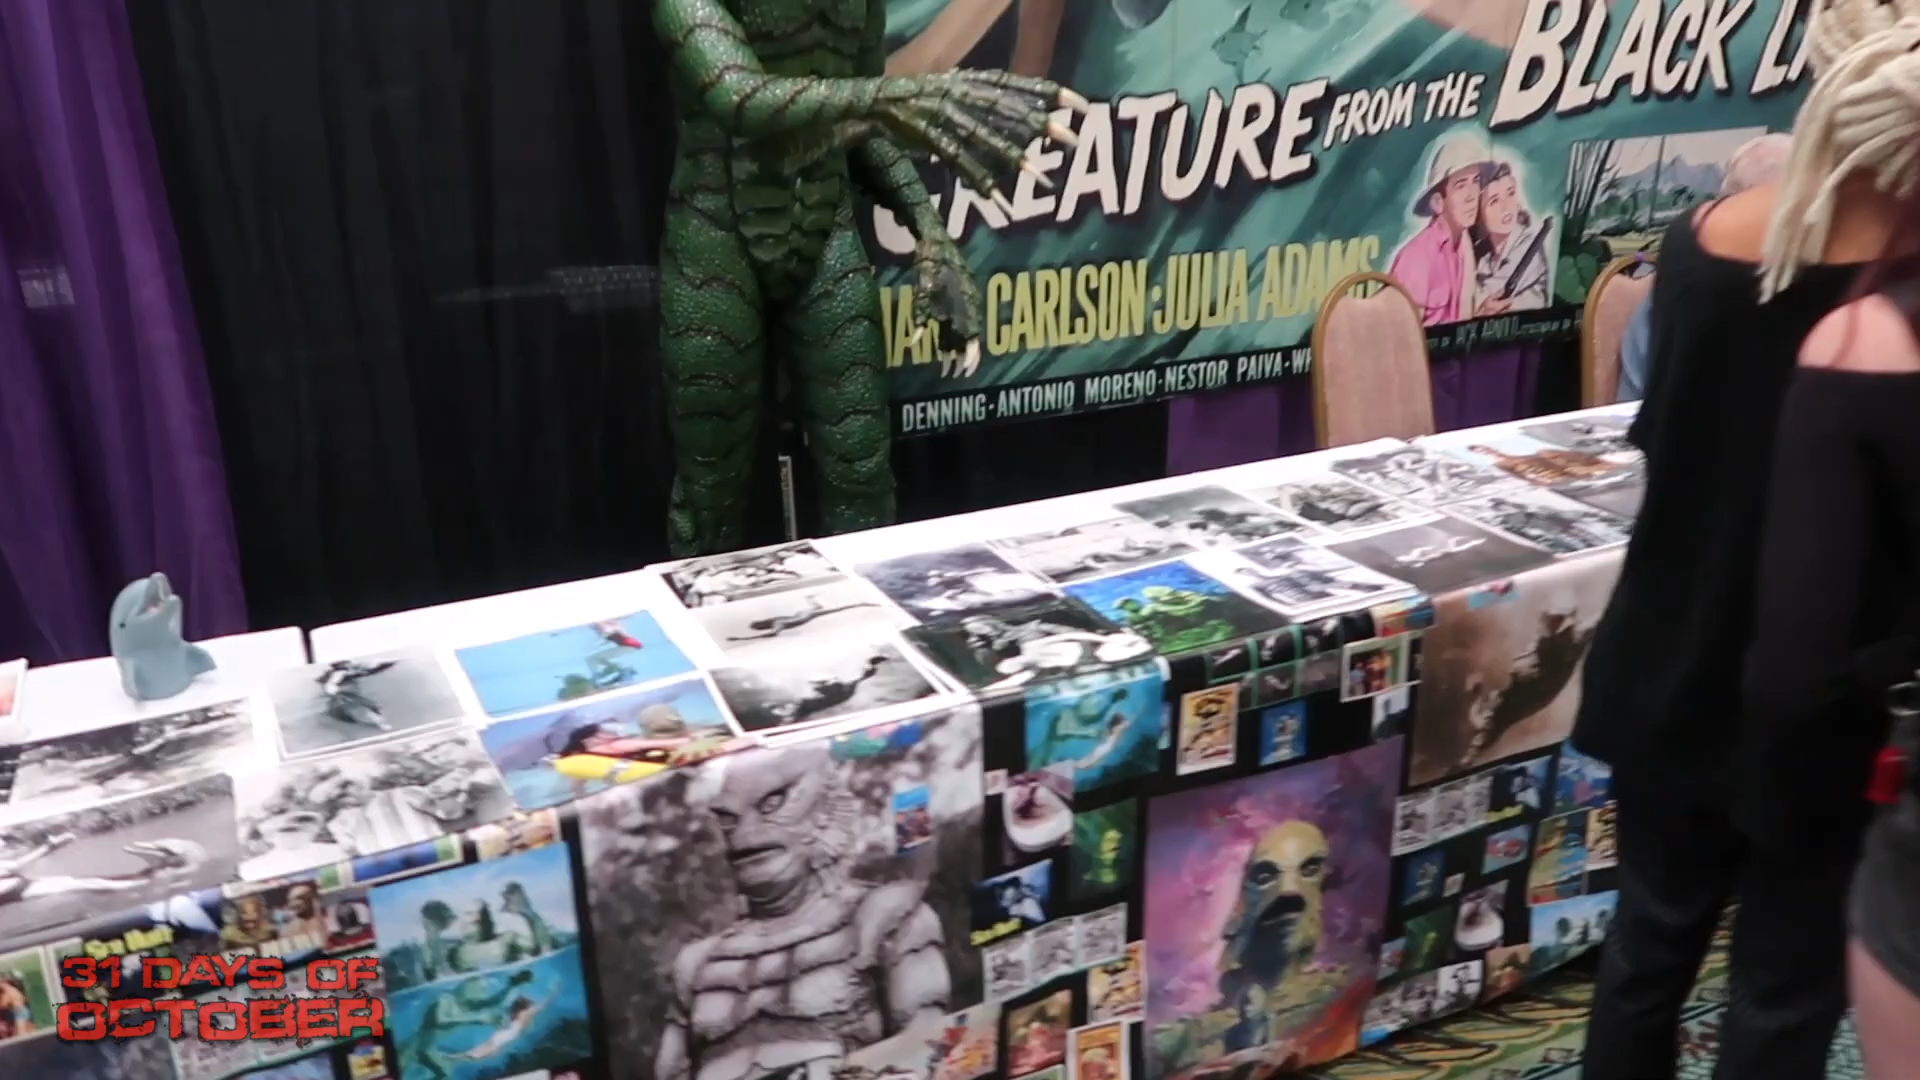 CREATURE FROM THE BLACK
CARLSON · JULIA ADAMS
DENNING · ANTONIO MORENO · NESTOR PAIVA ·
31 DAYS OF
OCTOBER